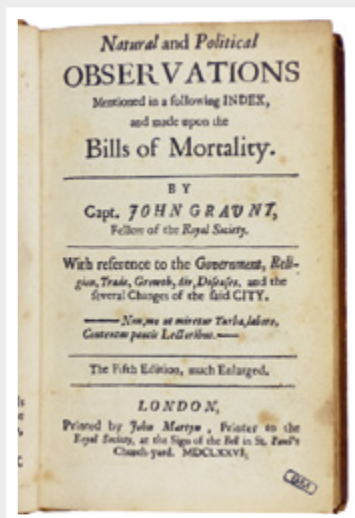 Natural and Political
OBSERVATIONS
Mentioned in a following INDEX,
and made upon the
Bills of Mortality.
BY
Capt. JOHN GRAUNT,
Fellow of the Royal Society.
With reference to the Government, Reli-
gion, Trade, Growth, Air, Diseases, and the
several Changes of the said CITY.
—— Non, me ut miretur Turba, laboro,
Contentus paucis Lectoribus. ——
The Fifth Edition, much Enlarged.
LONDON,
Printed by John Martyn, Printer to the
Royal Society, at the Sign of the Bell in St. Paul's
Church-yard. MDCLXXVI.